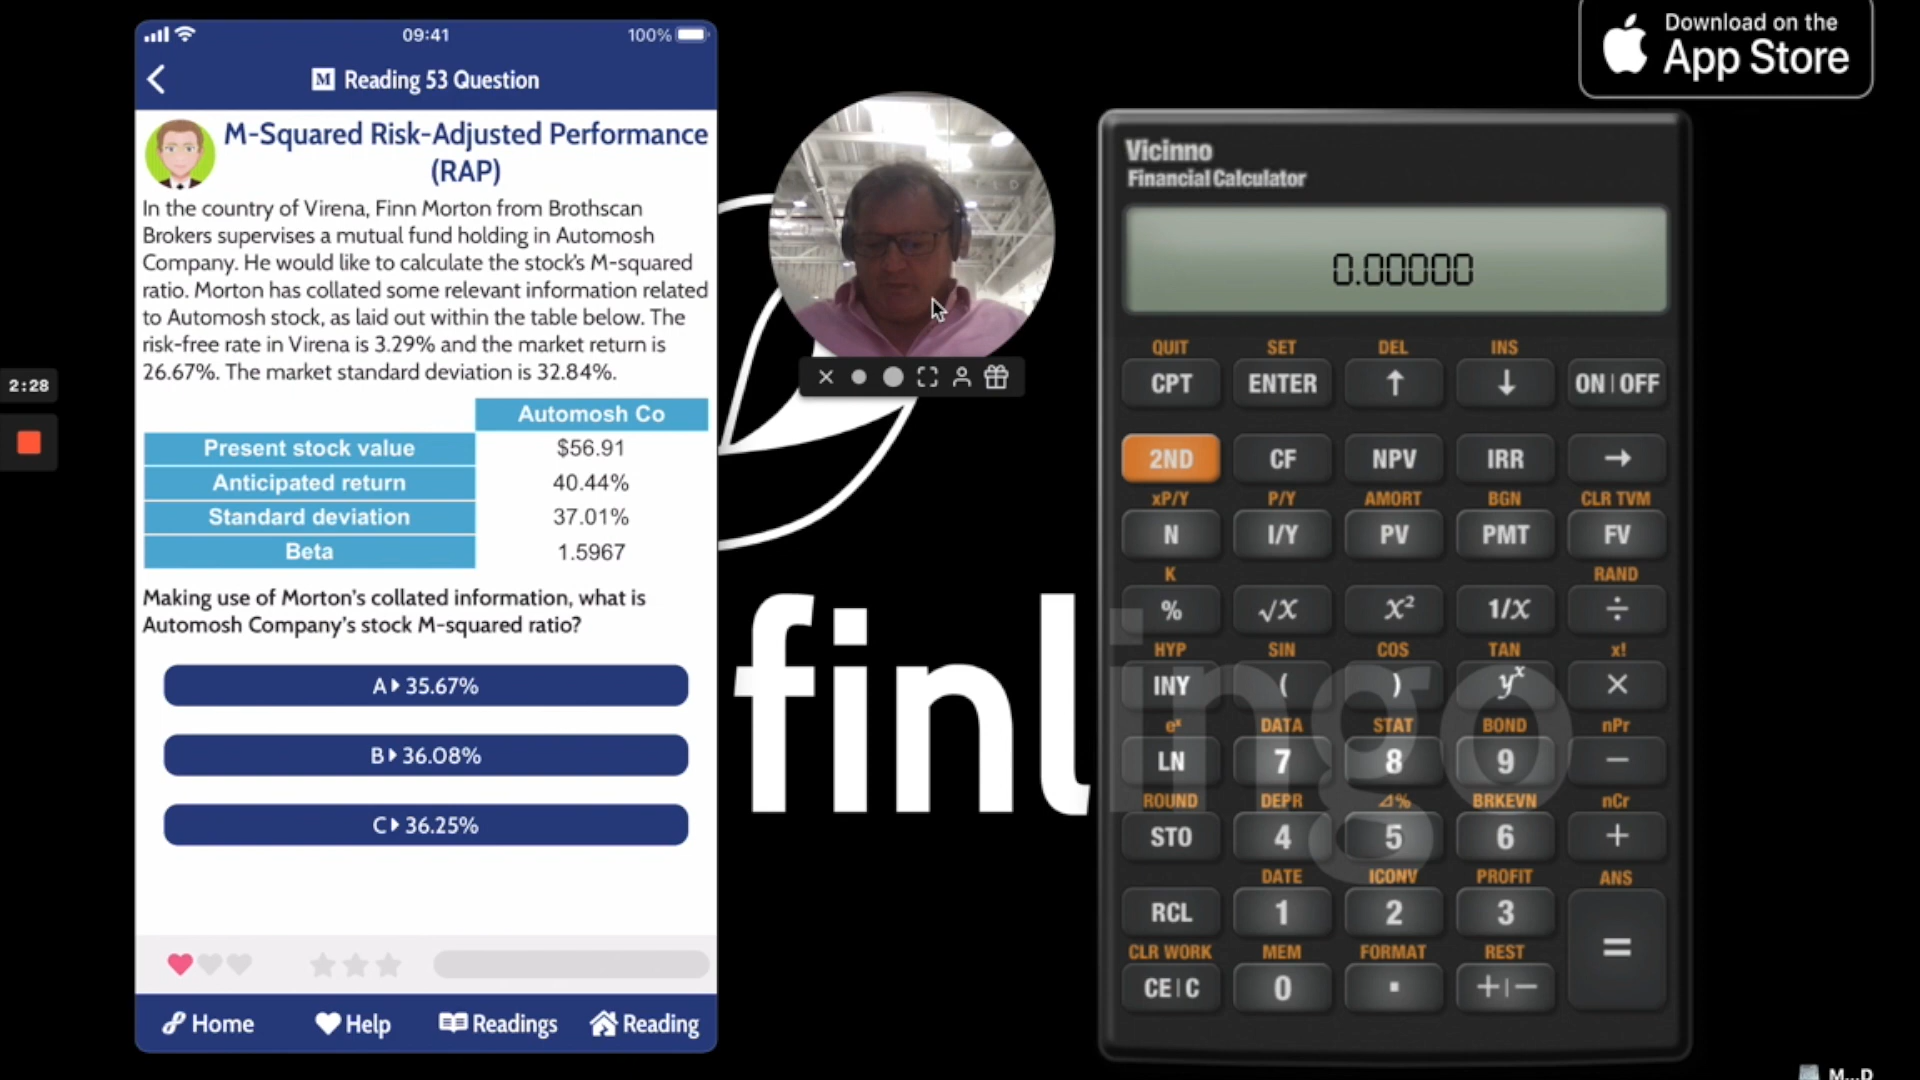 09:41
100%
M Reading 53 Question
M-Squared Risk-Adjusted Performance
(RAP)
In the country of Virena, Finn Morton from Brothscan
Brokers supervises a mutual fund holding in Automosh
Company. He would like to calculate the stock's M-squared
ratio. Morton has collated some relevant information related
to Automosh stock, as laid out within the table below. The
risk-free rate in Virena is 3.29% and the market return is
26.67%. The market standard deviation is 32.84%.
Automosh Co
Present stock value $56.91
Anticipated return 40.44%
Standard deviation 37.01%
Beta 1.5967
Making use of Morton's collated information, what is
Automosh Company's stock M-squared ratio?
A 35.67%
B 36.08%
C 36.25%
Home Help Readings Reading
2:28
finlingo
Download on the
App Store
Vicinno
Financial Calculator
0.00000
QUIT SET DEL INS
CPT ENTER ↑ ↓ ON|OFF
2ND CF NPV IRR →
xP/Y P/Y AMORT BGN CLR TVM
N I/Y PV PMT FV
K RAND
% √X X² 1/X ÷
HYP SIN COS TAN x!
INY ( ) yˣ ×
eˣ DATA STAT BOND nPr
LN 7 8 9 −
ROUND DEPR ⊿% BRKEVN nCr
STO 4 5 6 +
DATE ICONV PROFIT ANS
RCL 1 2 3 =
CLR WORK MEM FORMAT REST
CE|C 0 . +|−
M...D